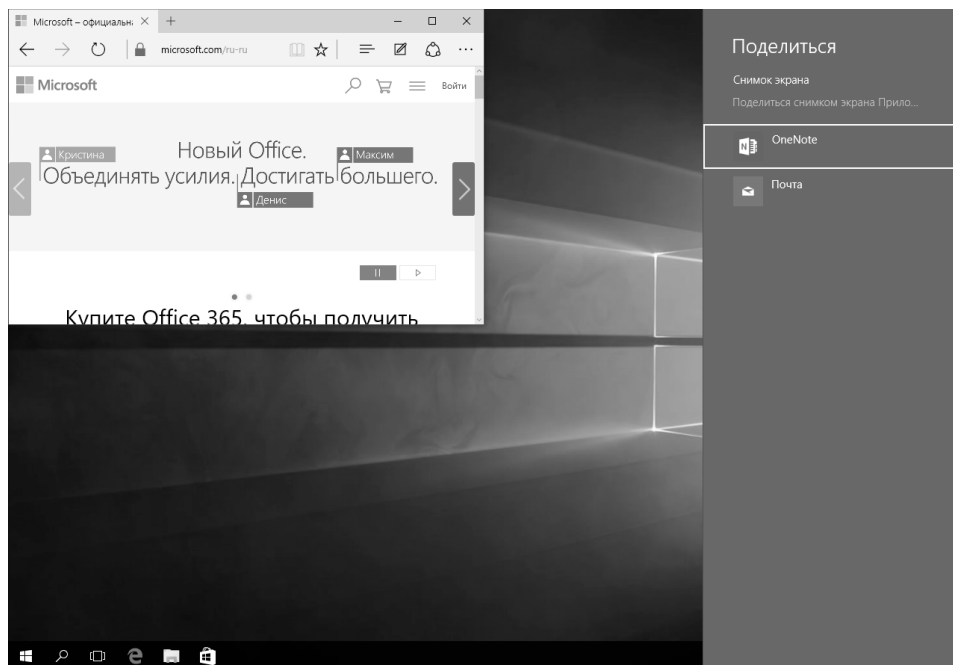 Microsoft – официальн
microsoft.com/ru-ru
Microsoft
Войти
Кристина
Новый Office.
Максим
Объединять усилия. Достигать большего.
Денис
Купите Office 365, чтобы получить
Поделиться
Снимок экрана
Поделиться снимком экрана Прило...
OneNote
Почта